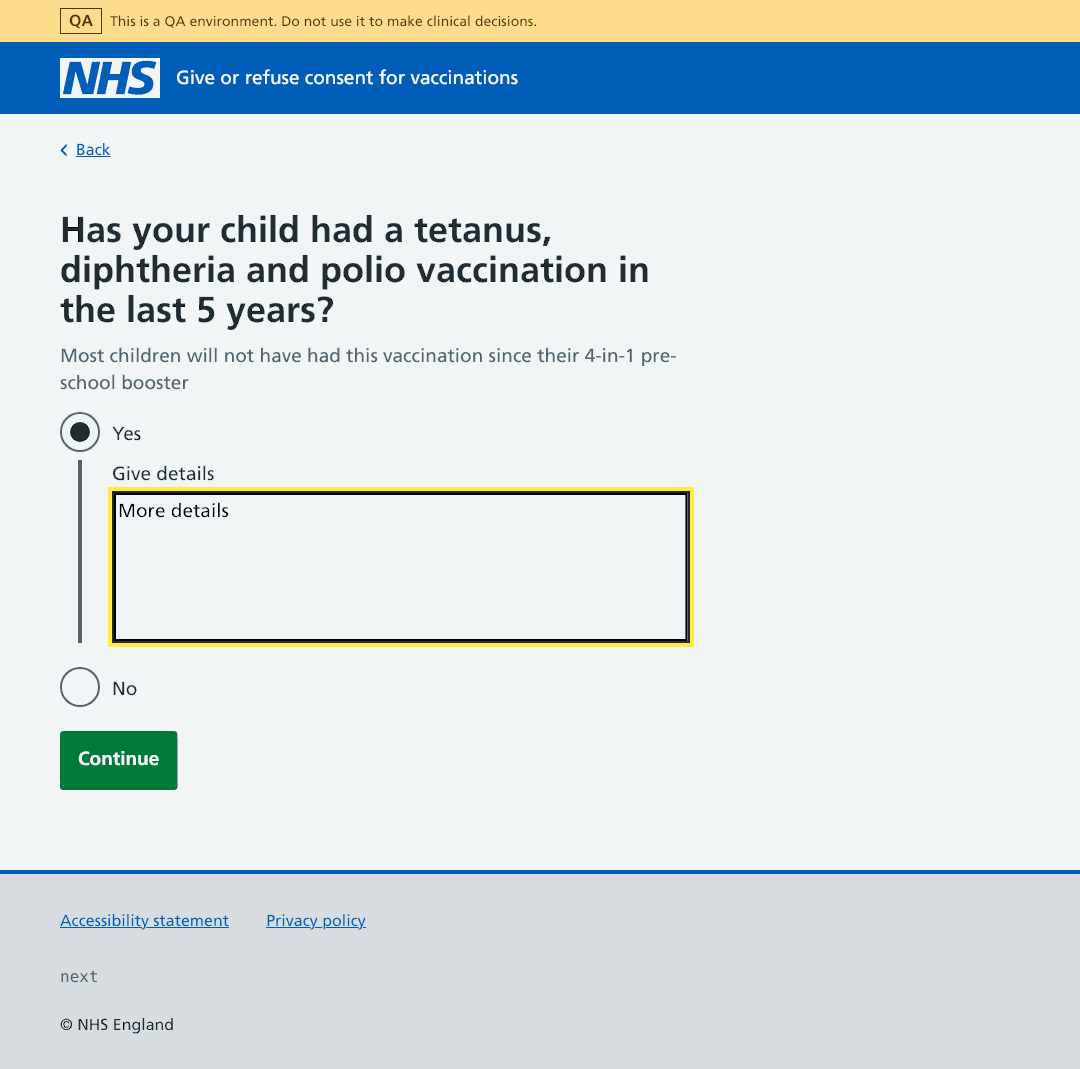 QA This is a QA environment. Do not use it to make clinical decisions.
NHS Give or refuse consent for vaccinations
Back
Has your child had a tetanus,
diphtheria and polio vaccination in
the last 5 years?
Most children will not have had this vaccination since their 4-in-1 pre-
school booster
Yes
Give details
More details
No
Continue
Accessibility statement Privacy policy
next
© NHS England